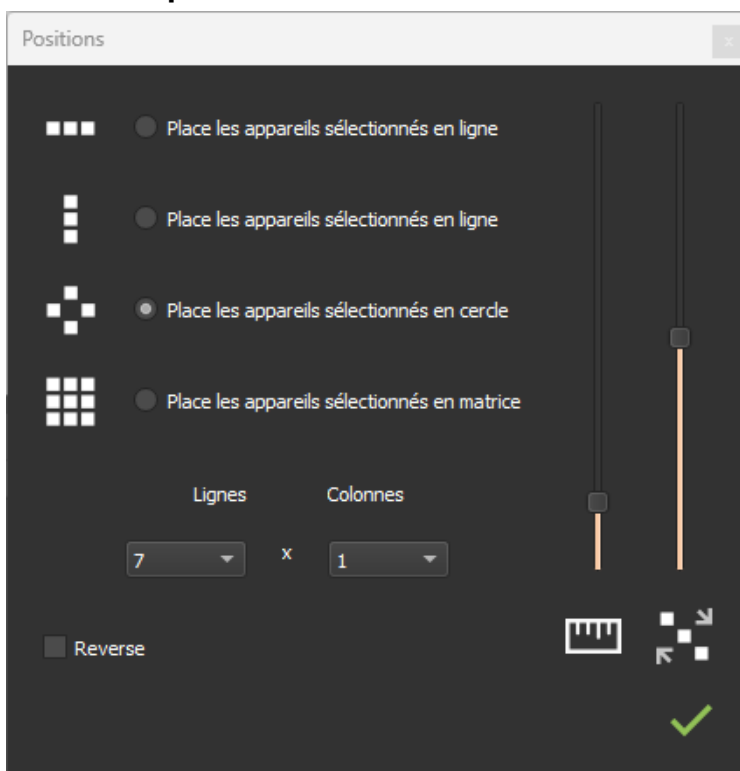 Positions
x
Place les appareils sélectionnés en ligne
Place les appareils sélectionnés en ligne
Place les appareils sélectionnés en cercle
Place les appareils sélectionnés en matrice
Lignes Colonnes
7 x 1
Reverse